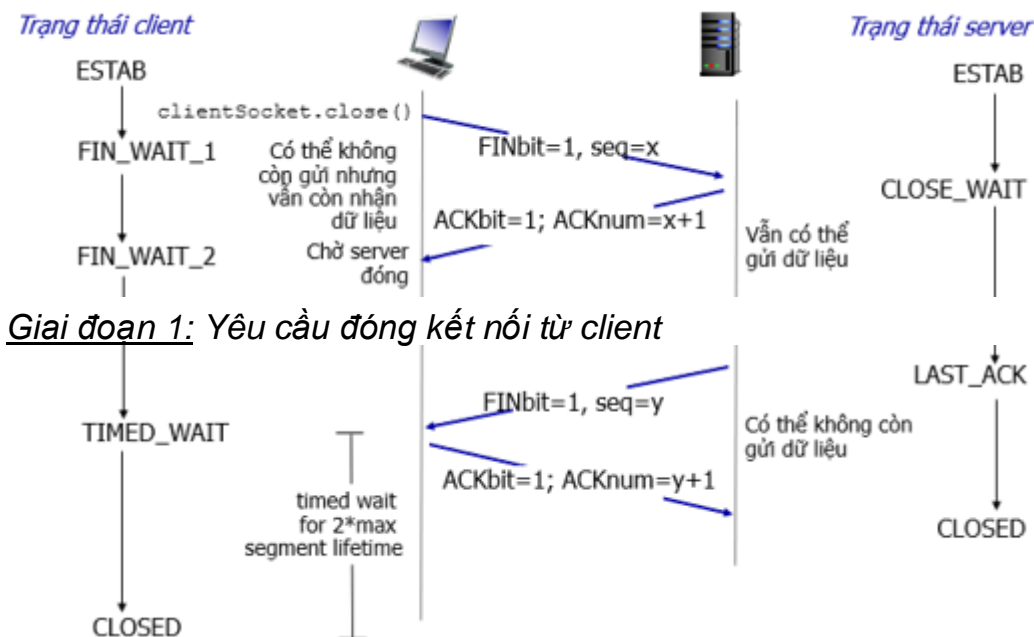 Trạng thái client
Trạng thái server
ESTAB
ESTAB
clientSocket.close()
FINbit=1, seq=x
FIN_WAIT_1
Có thể không
còn gửi nhưng
vẫn còn nhận
dữ liệu
CLOSE_WAIT
ACKbit=1; ACKnum=x+1
Vẫn có thể
gửi dữ liệu
FIN_WAIT_2
Chờ server
đóng
Giai đoạn 1: Yêu cầu đóng kết nối từ client
LAST_ACK
FINbit=1, seq=y
TIMED_WAIT
Có thể không còn
gửi dữ liệu
ACKbit=1; ACKnum=y+1
timed wait
for 2*max
segment lifetime
CLOSED
CLOSED